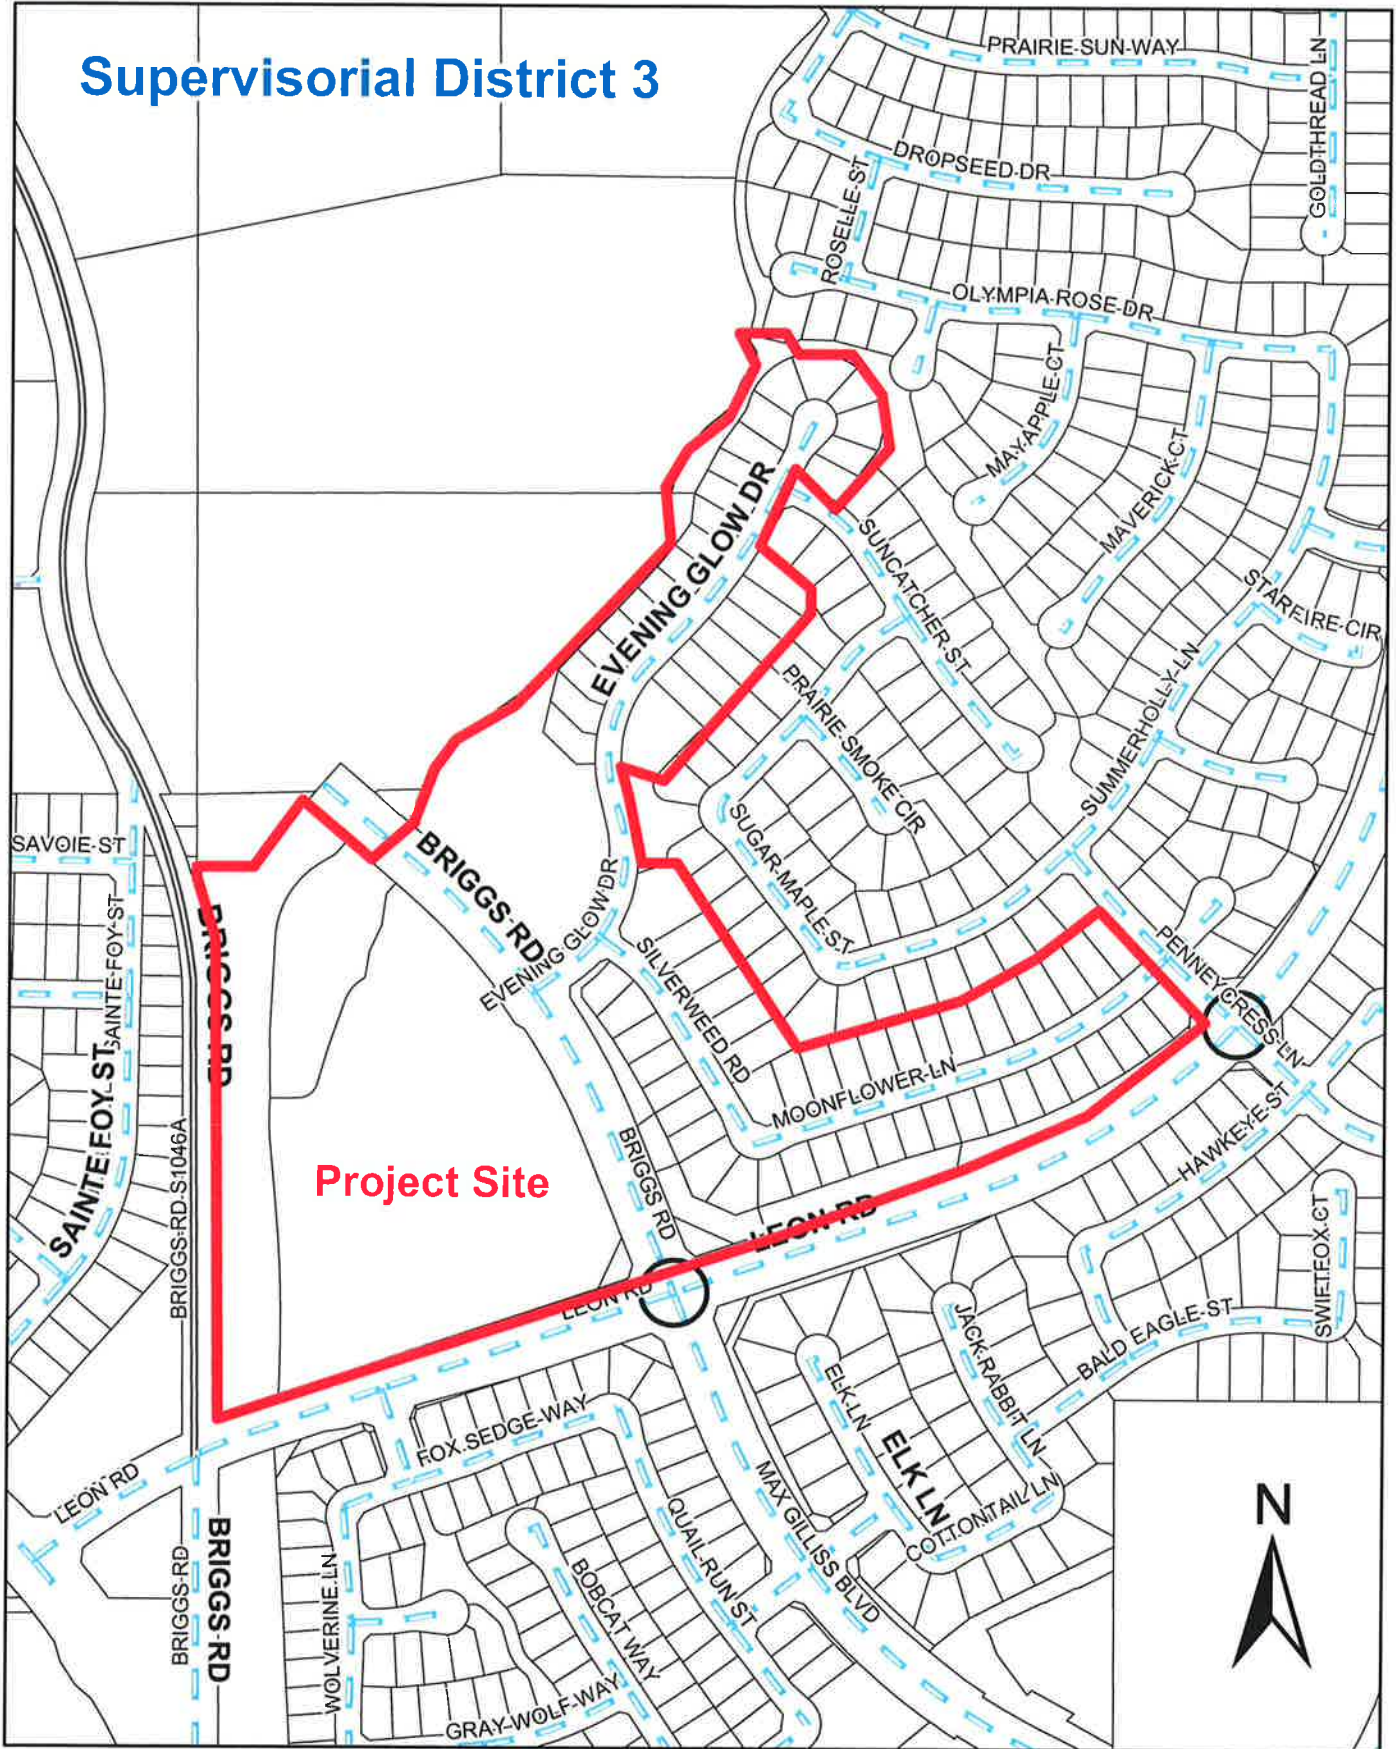 Supervisorial District 3
PRAIRIE SUN WAY
GOLDTHREAD LN
DROPSEED DR
ROSELLE ST
OLYMPIA ROSE DR
MAY APPLE CT
MAVERICK CT
EVENING GLOW DR
SUNCATCHER ST
STARFIRE CIR
SUMMERHOLLY LN
PRAIRIE SMOKE CIR
SUGAR MAPLE ST
SAVOIE ST
BRIGGS RD
EVENING GLOW DR
SAINTE FOY ST
BRIGGS RD
SILVERWEED RD
PENNEYCRESS LN
SAINTE FOY ST
MOONFLOWER LN
HAWKEYE ST
BRIGGS RD S1046A
BRIGGS RD
Project Site
LEON RD
SWIFT FOX CT
LEON RD
JACK RABBIT LN
BALD EAGLE ST
ELK LN
FOX SEDGE WAY
ELK LN
LEON RD
MAX GILLISS BLVD
COTTONTAIL LN
QUAIL RUN ST
N
BRIGGS RD
BRIGGS RD
WOLVERINE LN
BOBCAT WAY
GRAY WOLF WAY